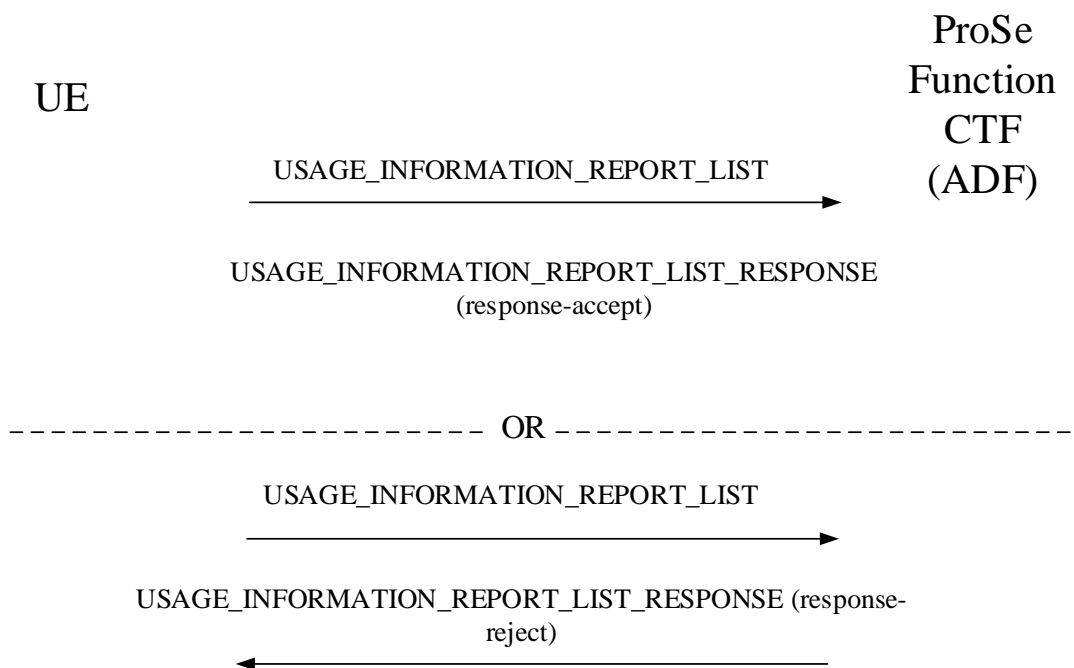 ProSe
Function
CTF
(ADF)
UE
USAGE_INFORMATION_REPORT_LIST
USAGE_INFORMATION_REPORT_LIST_RESPONSE
(response-accept)
OR
USAGE_INFORMATION_REPORT_LIST
USAGE_INFORMATION_REPORT_LIST_RESPONSE (response-
reject)